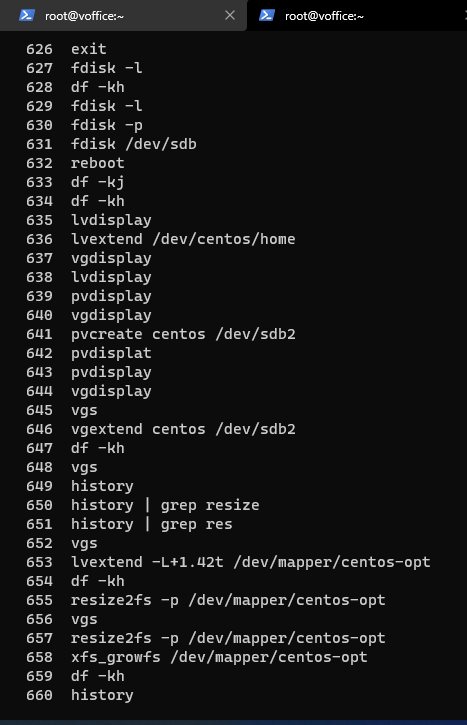 root@voffice:~
root@voffice:~
626 exit
627 fdisk -l
628 df -kh
629 fdisk -l
630 fdisk -p
631 fdisk /dev/sdb
632 reboot
633 df -kj
634 df -kh
635 lvdisplay
636 lvextend /dev/centos/home
637 vgdisplay
638 lvdisplay
639 pvdisplay
640 vgdisplay
641 pvcreate centos /dev/sdb2
642 pvdisplat
643 pvdisplay
644 vgdisplay
645 vgs
646 vgextend centos /dev/sdb2
647 df -kh
648 vgs
649 history
650 history | grep resize
651 history | grep res
652 vgs
653 lvextend -L+1.42t /dev/mapper/centos-opt
654 df -kh
655 resize2fs -p /dev/mapper/centos-opt
656 vgs
657 resize2fs -p /dev/mapper/centos-opt
658 xfs_growfs /dev/mapper/centos-opt
659 df -kh
660 history